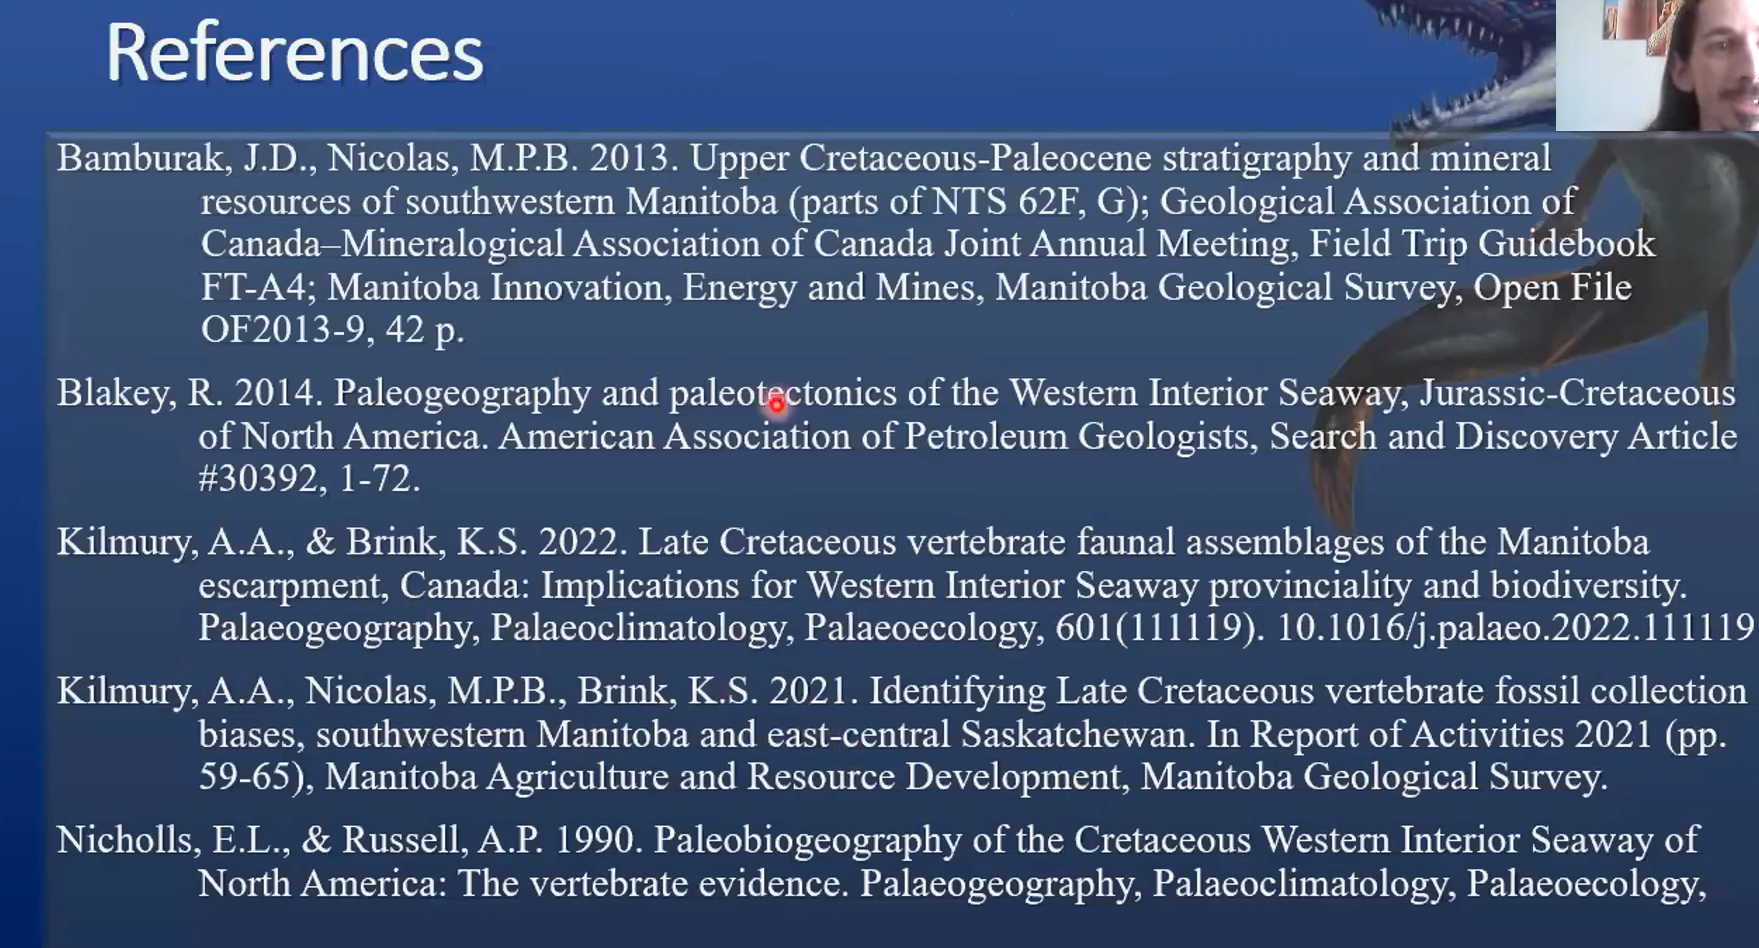 References
Bamburak, J.D., Nicolas, M.P.B. 2013. Upper Cretaceous-Paleocene stratigraphy and mineral
resources of southwestern Manitoba (parts of NTS 62F, G); Geological Association of
Canada–Mineralogical Association of Canada Joint Annual Meeting, Field Trip Guidebook
FT-A4; Manitoba Innovation, Energy and Mines, Manitoba Geological Survey, Open File
OF2013-9, 42 p.
Blakey, R. 2014. Paleogeography and paleotectonics of the Western Interior Seaway, Jurassic-Cretaceous
of North America. American Association of Petroleum Geologists, Search and Discovery Article
#30392, 1-72.
Kilmury, A.A., & Brink, K.S. 2022. Late Cretaceous vertebrate faunal assemblages of the Manitoba
escarpment, Canada: Implications for Western Interior Seaway provinciality and biodiversity.
Palaeogeography, Palaeoclimatology, Palaeoecology, 601(111119). 10.1016/j.palaeo.2022.111119
Kilmury, A.A., Nicolas, M.P.B., Brink, K.S. 2021. Identifying Late Cretaceous vertebrate fossil collection
biases, southwestern Manitoba and east-central Saskatchewan. In Report of Activities 2021 (pp.
59-65), Manitoba Agriculture and Resource Development, Manitoba Geological Survey.
Nicholls, E.L., & Russell, A.P. 1990. Paleobiogeography of the Cretaceous Western Interior Seaway of
North America: The vertebrate evidence. Palaeogeography, Palaeoclimatology, Palaeoecology,